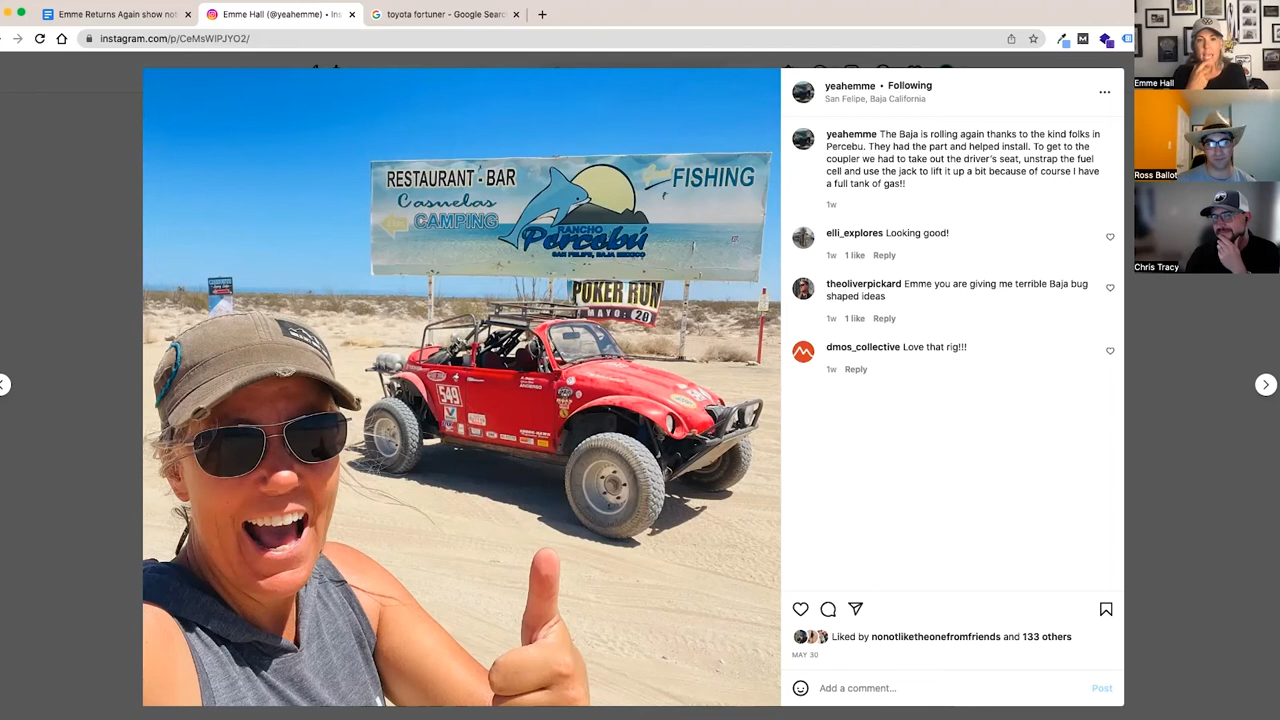 Emme Returns Again show not
Emme Hall (@yeahemme) • Ins
toyota fortuner - Google Searc
instagram.com/p/CeMsWlPJYO2/
Emme Hall
Ross Ballot
Chris Tracy
RESTAURANT-BAR
Casuelas
CAMPING
FISHING
RANCHO
Percebú
SAN FELIPE, BAJA MEXICO
POKER RUN
MAYO: 28
549
yeahemme • Following
San Felipe, Baja California
yeahemme The Baja is rolling again thanks to the kind folks in
Percebu. They had the part and helped install. To get to the
coupler we had to take out the driver's seat, unstrap the fuel
cell and use the jack to lift it up a bit because of course I have
a full tank of gas!!
1w
elli_explores Looking good!
1w 1 like Reply
theoliverpickard Emme you are giving me terrible Baja bug
shaped ideas
1w 1 like Reply
dmos_collective Love that rig!!!
1w Reply
Liked by nonotliketheonefromfriends and 133 others
MAY 30
Add a comment...
Post